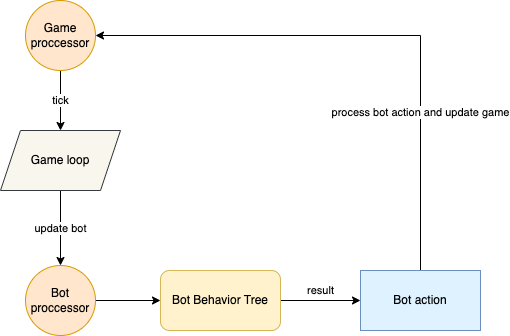 Game
proccessor
tick
process bot action and update game
Game loop
update bot
Bot
proccessor
Bot Behavior Tree
result
Bot action